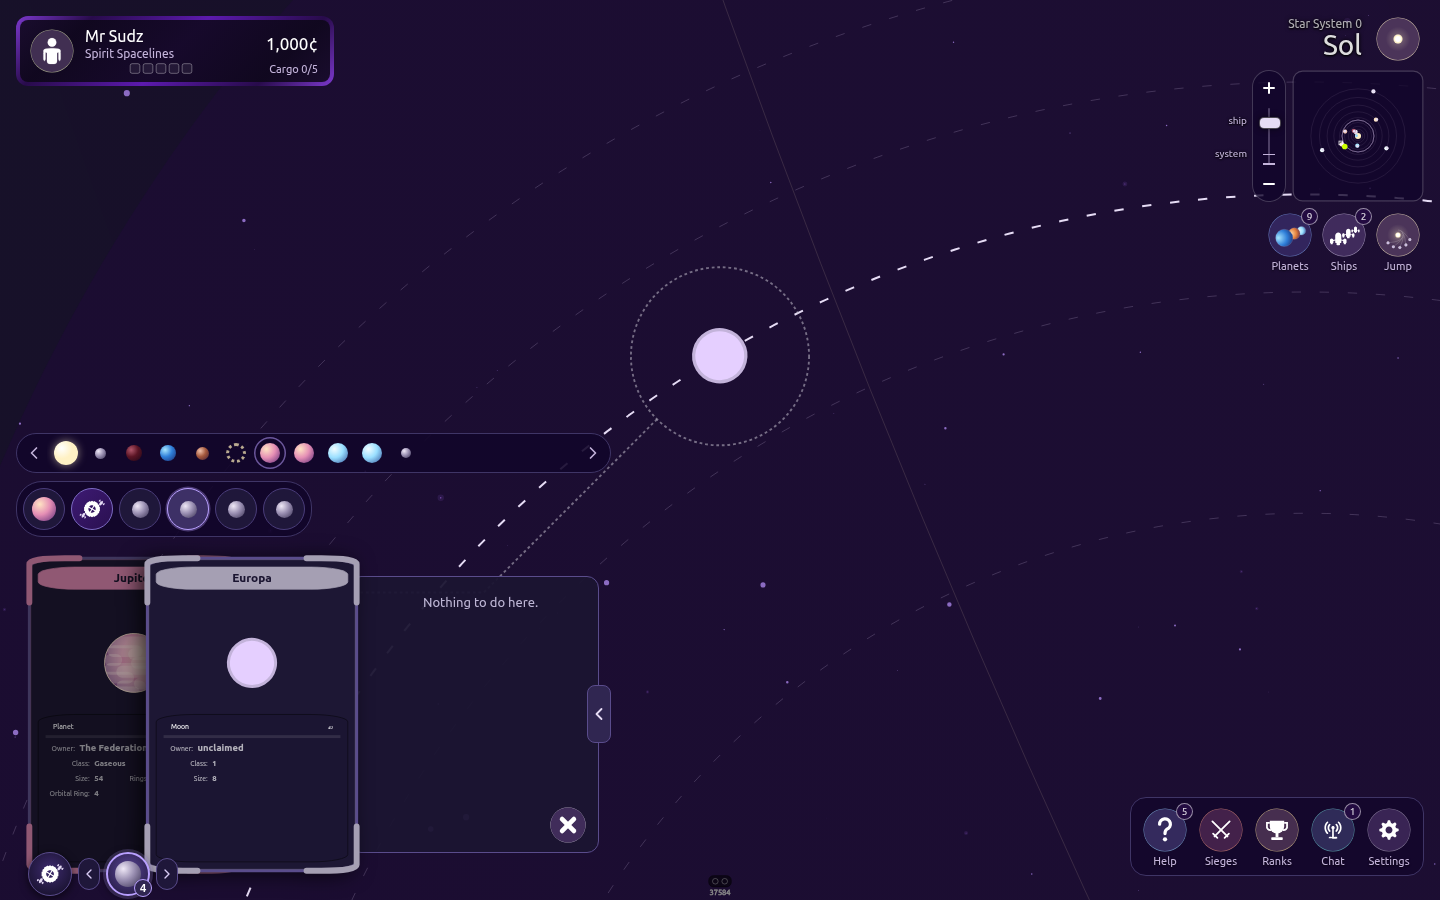 Mr Sudz
Spirit Spacelines
1,000¢
Cargo 0/5
Star System 0
Sol
ship
system
9
2
Planets
Ships
Jump
Jupit
Europa
Nothing to do here.
Planet
Owner: The Federation
Class: Gaseous
Size: 54 Rings
Orbital Ring: 4
Moon
Owner: unclaimed
Class: 1
Size: 8
4
5
1
Help
Sieges
Ranks
Chat
Settings
37584